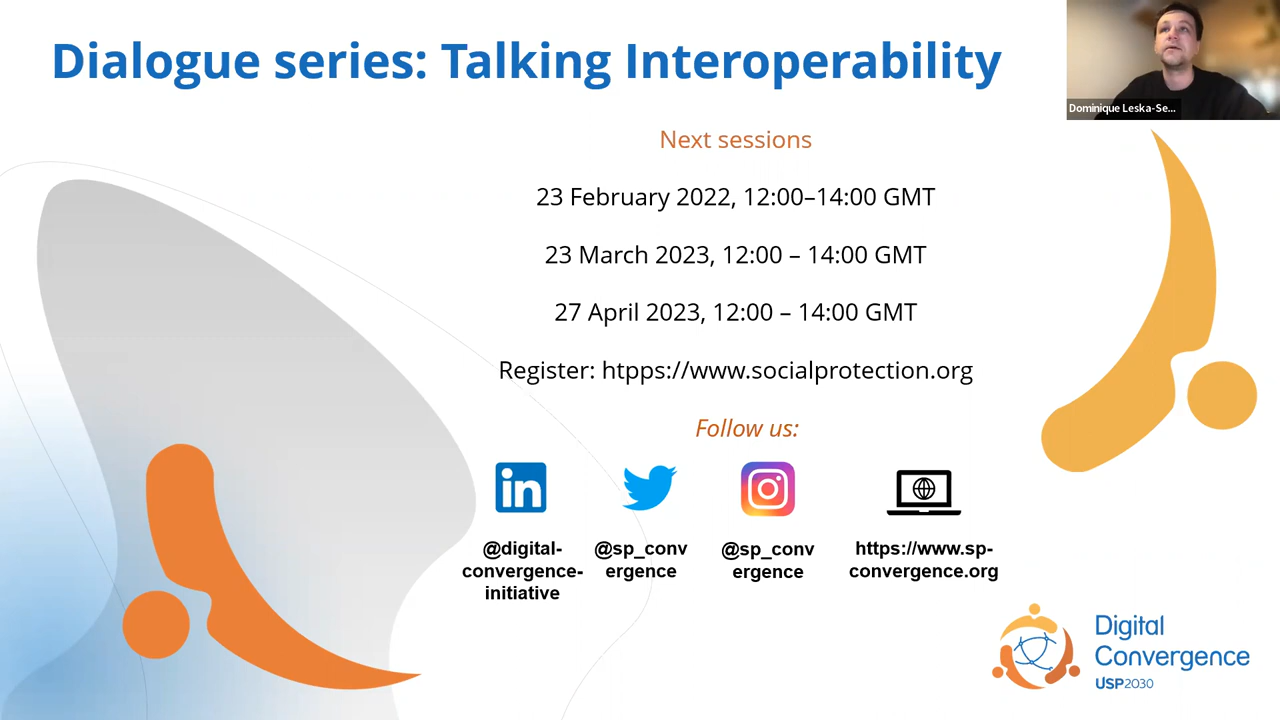 Dialogue series: Talking Interoperability
Dominique Leska-Se...
Next sessions
23 February 2022, 12:00–14:00 GMT
23 March 2023, 12:00 – 14:00 GMT
27 April 2023, 12:00 – 14:00 GMT
Register: htpps://www.socialprotection.org
Follow us:
in
@digital-
convergence-
initiative
@sp_conv
ergence
@sp_conv
ergence
https://www.sp-
convergence.org
Digital
Convergence
USP2030